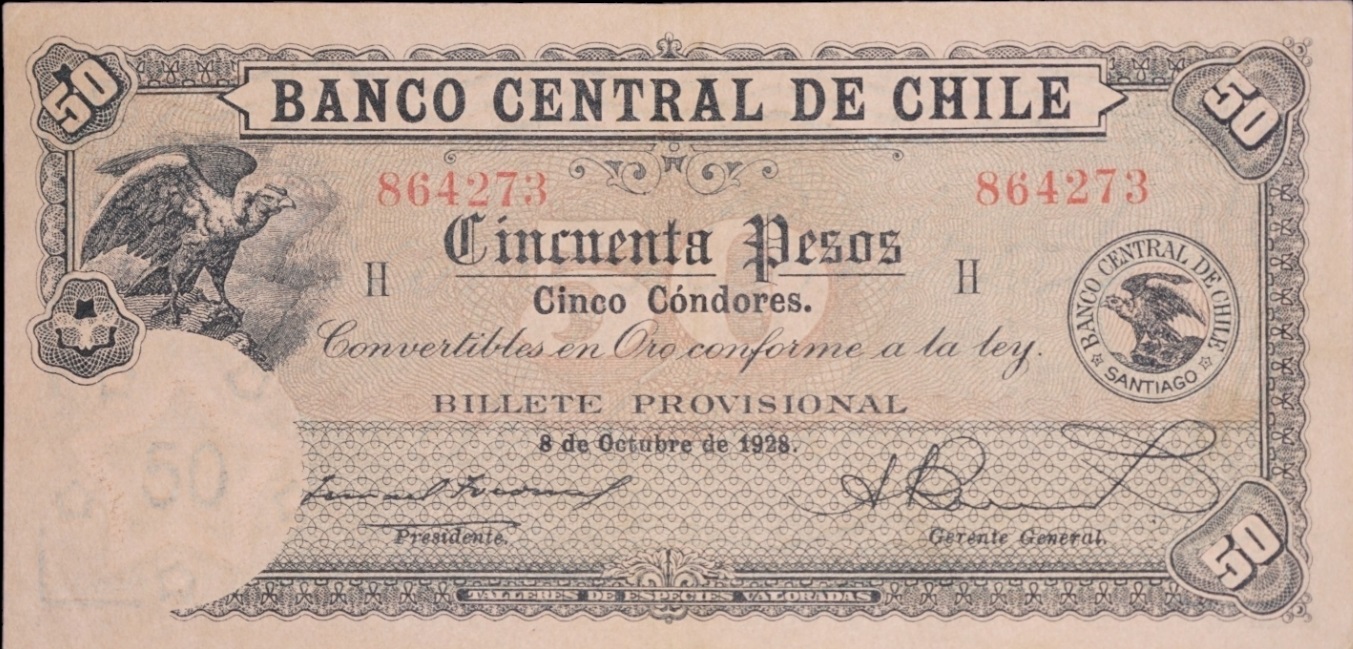 50 BANCO CENTRAL DE CHILE 50
864273 864273
Cincuenta Pesos
H H
Cinco Cóndores.
Convertibles en Oro conforme a la ley.
BANCO CENTRAL DE CHILE
SANTIAGO
BILLETE PROVISIONAL
8 de Octubre de 1928.
50
50
Presidente. Gerente General.
50
TALLERES DE ESPECIES VALORADAS